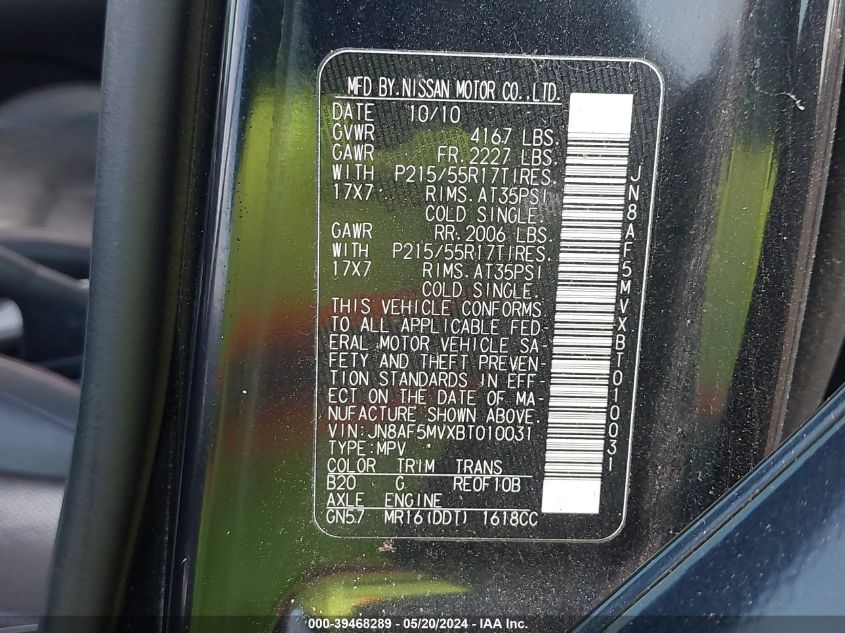 MFD BY.NISSAN MOTOR CO.,LTD.
DATE 10/10
GVWR 4167 LBS.
GAWR FR.2227 LBS.
WITH P215/55R17TIRES.
17X7 RIMS.AT35PSI
COLD SINGLE.
GAWR RR.2006 LBS.
WITH P215/55R17TIRES.
17X7 RIMS.AT35PSI
COLD SINGLE.
THIS VEHICLE CONFORMS
TO ALL APPLICABLE FED-
ERAL MOTOR VEHICLE SA-
FETY AND THEFT PREVEN-
TION STANDARDS IN EFF-
ECT ON THE DATE OF MA-
NUFACTURE SHOWN ABOVE.
VIN:JN8AF5MVXBT010031
TYPE:MPV
COLOR TRIM TRANS
B20 G RE0F10B
AXLE ENGINE
GN57 MR16(DDT) 1618CC
JN8AF5MVXBT010031
000-39468289 - 05/20/2024 - IAA Inc.